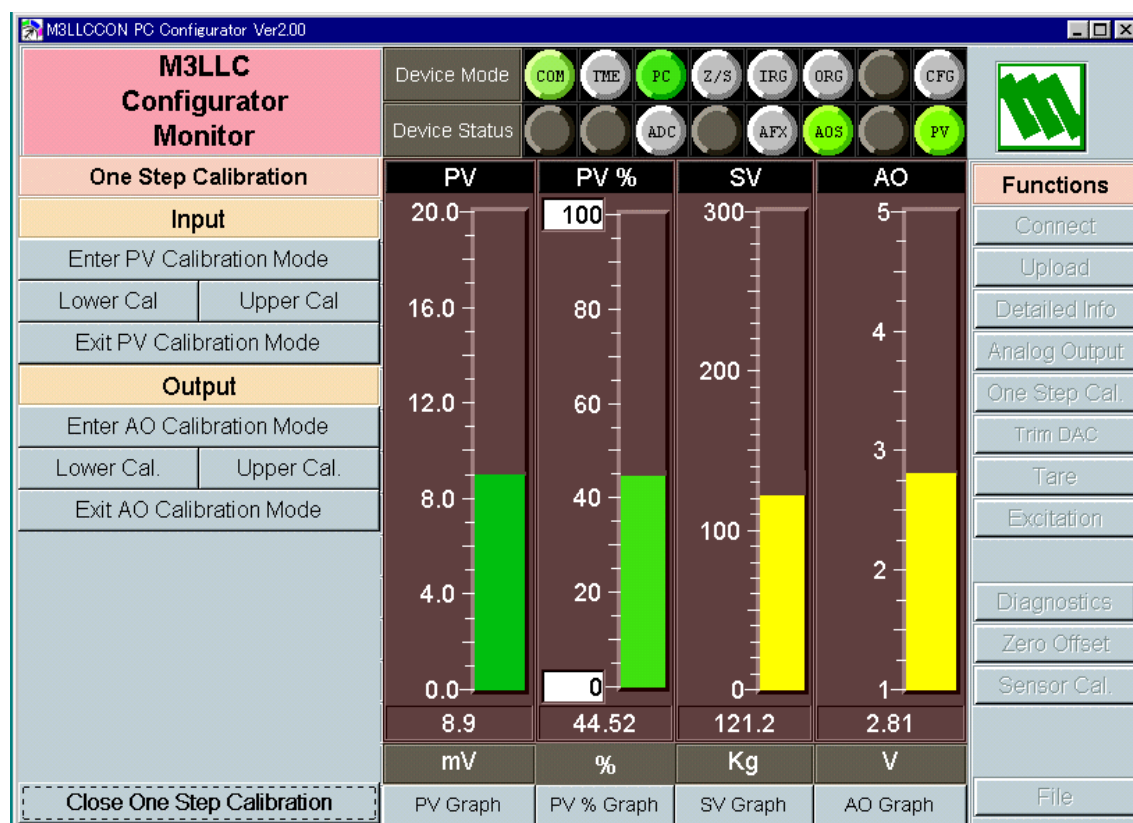 M3LLCCON PC Configurator Ver2.00
M3LLC
Configurator
Monitor
Device Mode COM TME PC Z/S IRG ORG CFG
Device Status ADC AFX AOS PV
One Step Calibration
Input
Enter PV Calibration Mode
Lower Cal Upper Cal
Exit PV Calibration Mode
Output
Enter AO Calibration Mode
Lower Cal. Upper Cal.
Exit AO Calibration Mode
Close One Step Calibration
PV
20.0
16.0
12.0
8.0
4.0
0.0
8.9
mV
PV Graph
PV %
100
80
60
40
20
0
44.52
%
PV % Graph
SV
300
200
100
0
121.2
Kg
SV Graph
AO
5
4
3
2
1
2.81
V
AO Graph
Functions
Connect
Upload
Detailed Info
Analog Output
One Step Cal.
Trim DAC
Tare
Excitation
Diagnostics
Zero Offset
Sensor Cal.
File